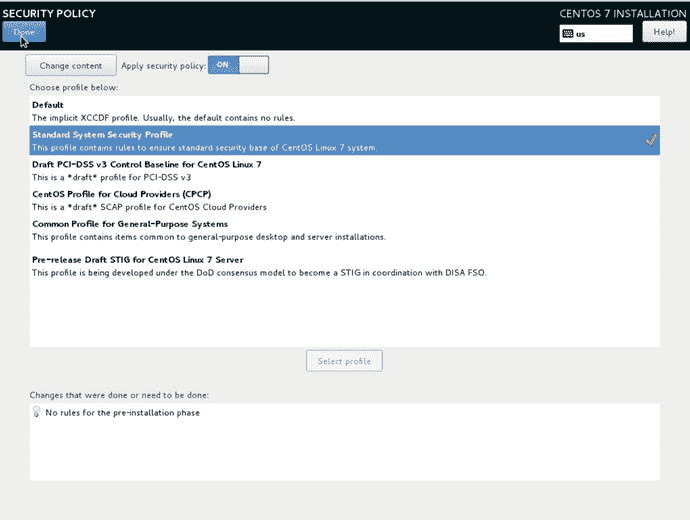 SECURITY POLICY
CENTOS 7 INSTALLATION
Done
us
Help!
Change content
Apply security policy:
ON
Choose profile below:
Default
The implicit XCCDF profile. Usually, the default contains no rules.
Standard System Security Profile
This profile contains rules to ensure standard security base of CentOS Linux 7 system.
Draft PCI-DSS v3 Control Baseline for CentOS Linux 7
This is a *draft* profile for PCI-DSS v3
CentOS Profile for Cloud Providers (CPCP)
This is a *draft* SCAP profile for CentOS Cloud Providers
Common Profile for General-Purpose Systems
This profile contains items common to general-purpose desktop and server installations.
Pre-release Draft STIG for CentOS Linux 7 Server
This profile is being developed under the DoD consensus model to become a STIG in coordination with DISA FSO.
Select profile
Changes that were done or need to be done:
No rules for the pre-installation phase